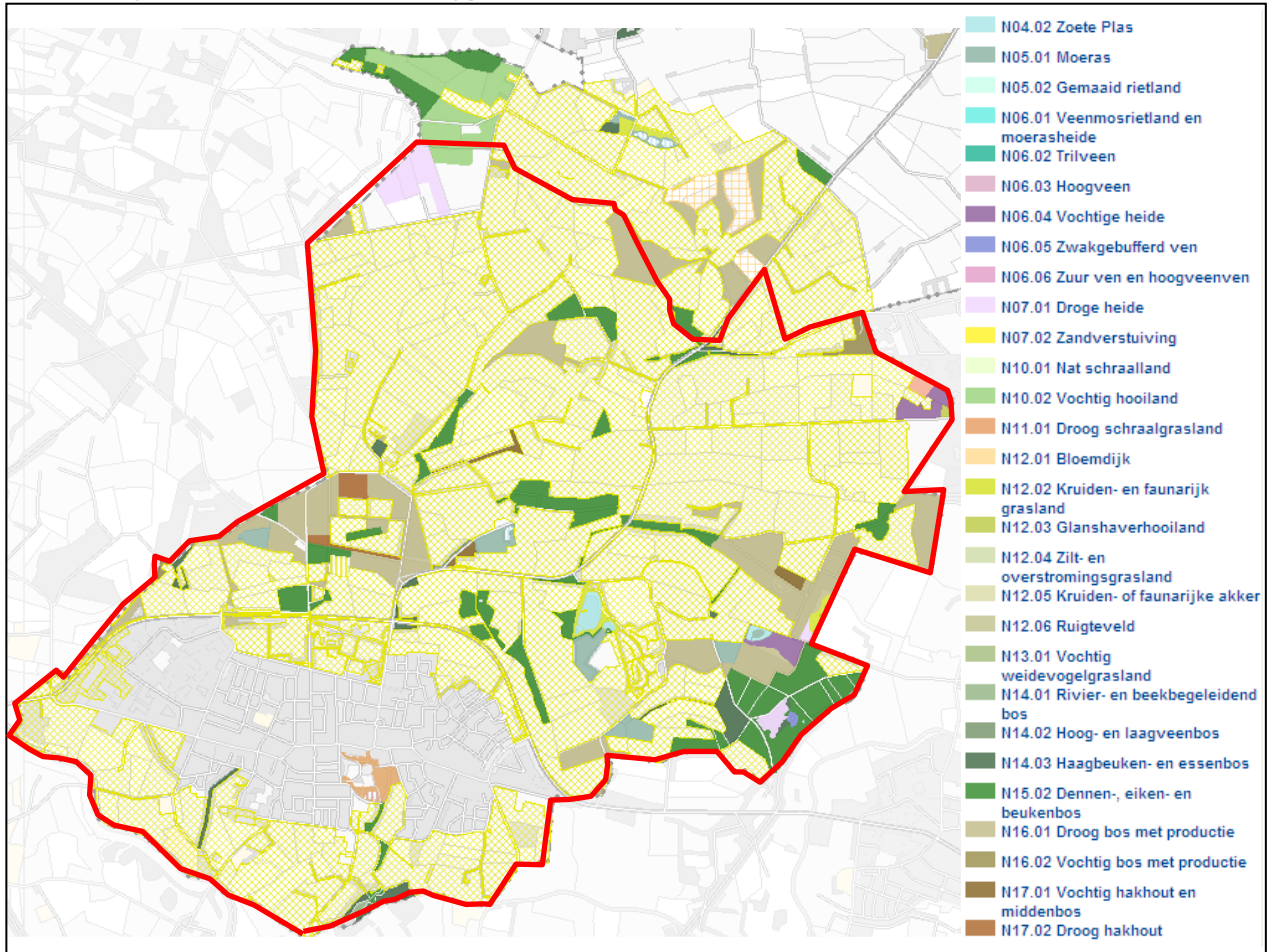 N04.02 Zoete Plas
N05.01 Moeras
N05.02 Gemaaid rietland
N06.01 Veenmosrietland en
moerasheide
N06.02 Trilveen
N06.03 Hoogveen
N06.04 Vochtige heide
N06.05 Zwakgebufferd ven
N06.06 Zuur ven en hoogveenven
N07.01 Droge heide
N07.02 Zandverstuiving
N10.01 Nat schraalland
N10.02 Vochtig hooiland
N11.01 Droog schraalgrasland
N12.01 Bloemdijk
N12.02 Kruiden- en faunarijk
grasland
N12.03 Glanshaverhooiland
N12.04 Zilt- en
overstromingsgrasland
N12.05 Kruiden- of faunarijke akker
N12.06 Ruigteveld
N13.01 Vochtig
weidevogelgrasland
N14.01 Rivier- en beekbegeleidend
bos
N14.02 Hoog- en laagveenbos
N14.03 Haagbeuken- en essenbos
N15.02 Dennen-, eiken- en
beukenbos
N16.01 Droog bos met productie
N16.02 Vochtig bos met productie
N17.01 Vochtig hakhout en
middenbos
N17.02 Droog hakhout